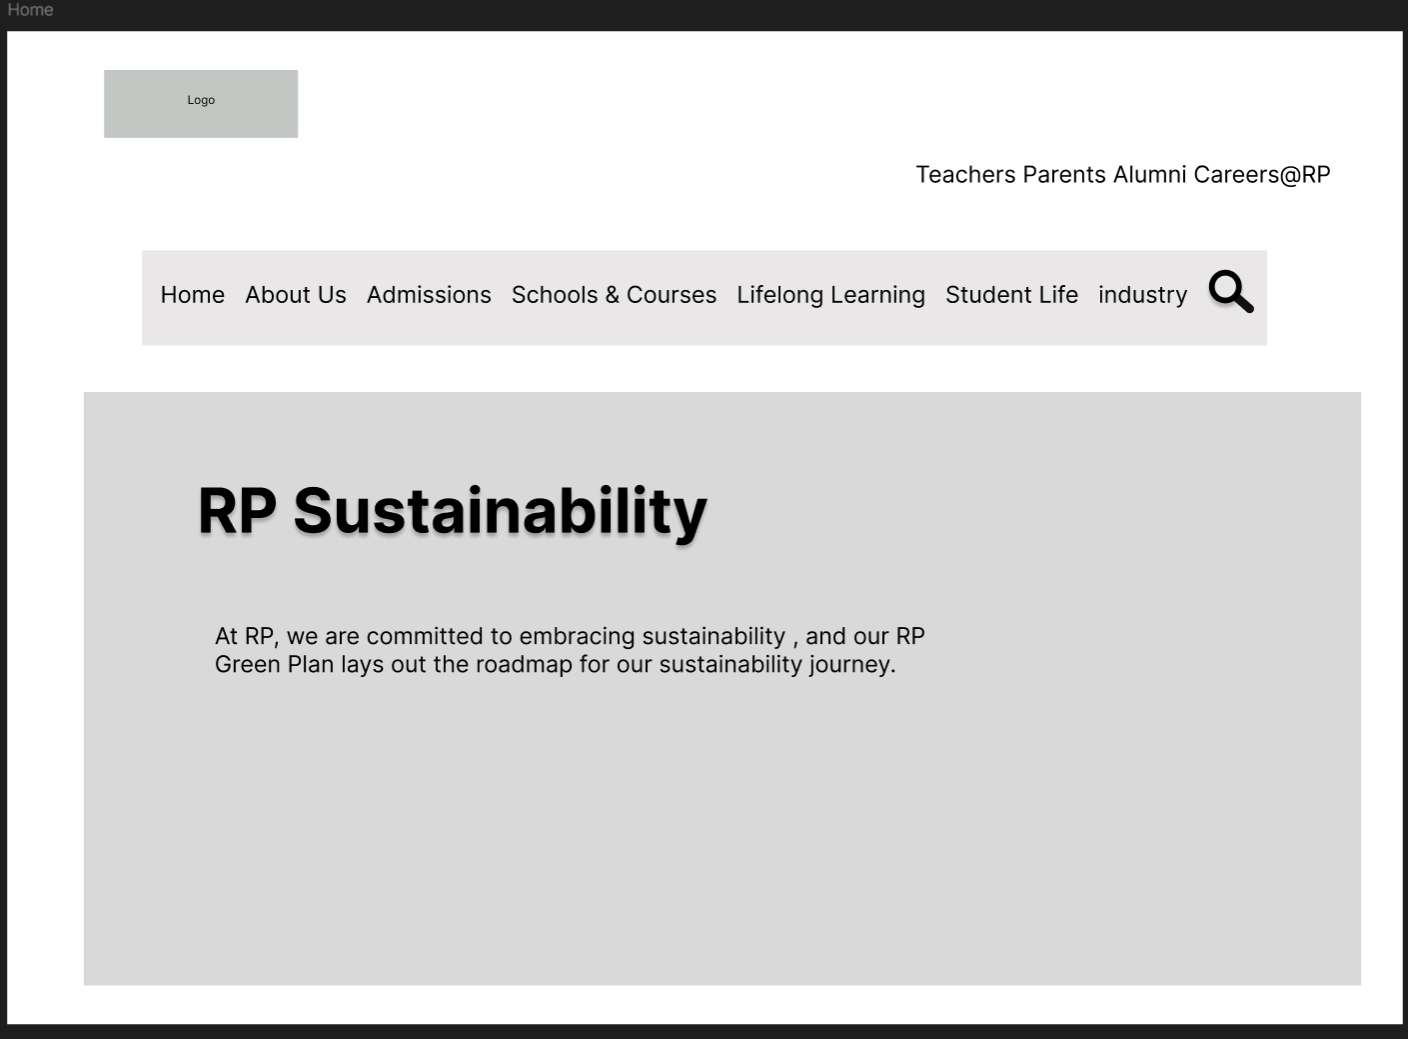 Home
Logo
Teachers Parents Alumni Careers@RP
Home About Us Admissions Schools & Courses Lifelong Learning Student Life industry
RP Sustainability
At RP, we are committed to embracing sustainability , and our RP
Green Plan lays out the roadmap for our sustainability journey.